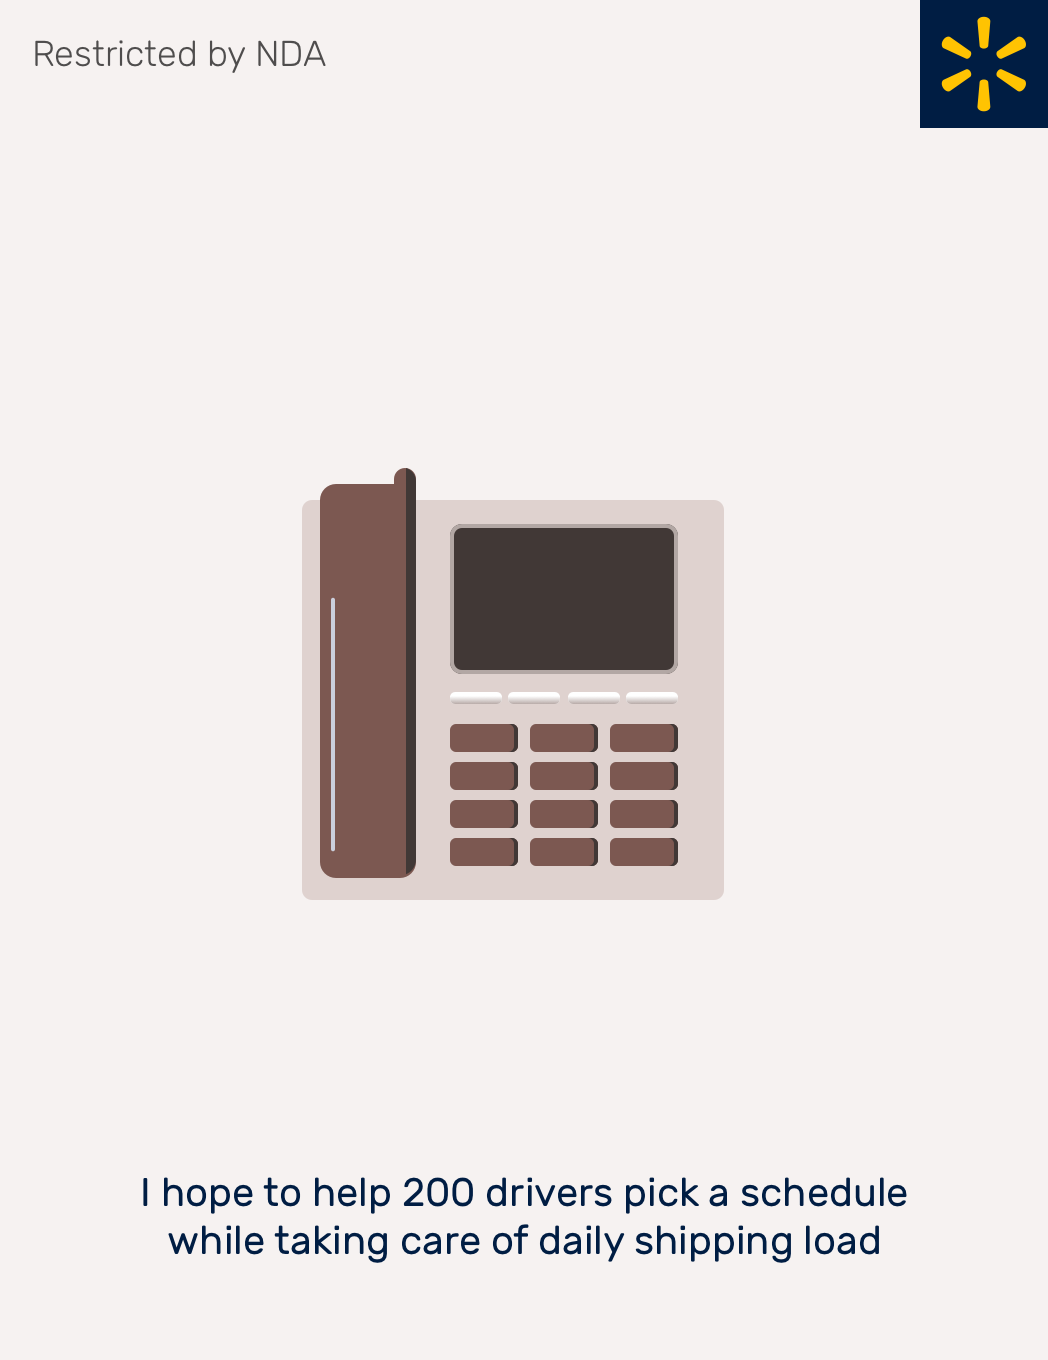 Restricted by NDA
I hope to help 200 drivers pick a schedule
while taking care of daily shipping load